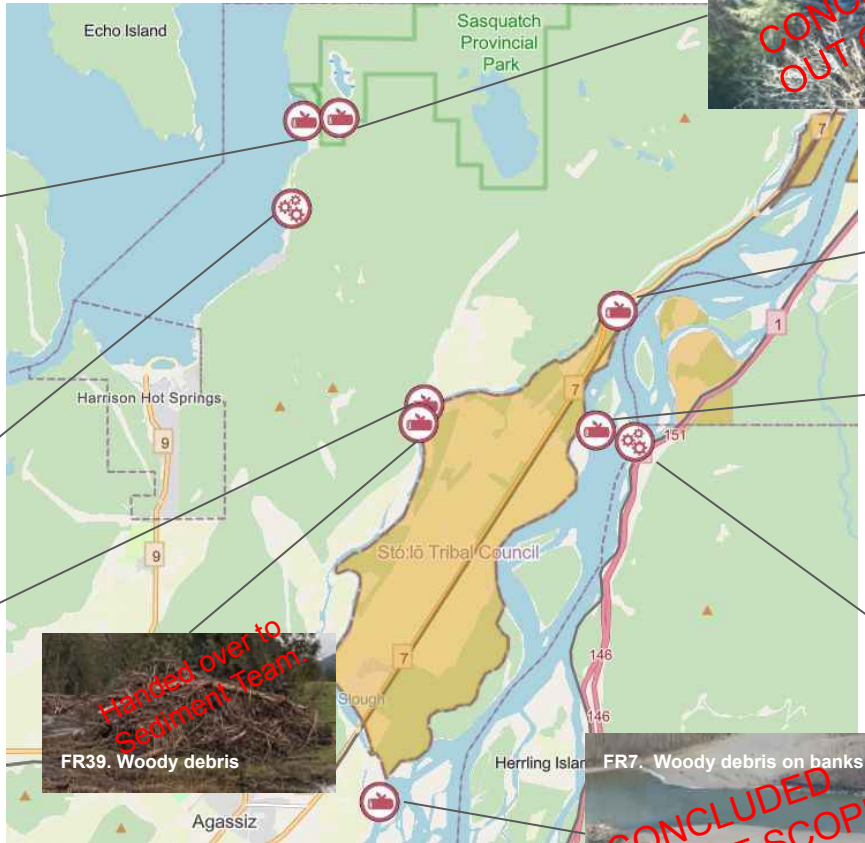 Echo Island
Sasquatch
Provincial
Park
7
1
Harrison Hot Springs
9
7
151
9
Stó:lō Tribal Council
7
146
146
Slough
Handed over to
Sediment Team.
FR39. Woody debris
Herrling Islan
FR7. Woody debris on banks
CONCLUDED
Agassiz